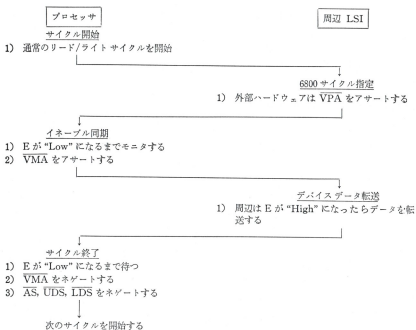 プロセッサ
周辺 LSI
サイクル開始
1) 通常のリード/ライト サイクルを開始
6800サイクル指定
1) 外部ハードウェアは VPA をアサートする
イネーブル同期
1) E が “Low” になるまでモニタする
2) VMA をアサートする
デバイス データ転送
1) 周辺は E が “High” になったらデータを転
送する
サイクル終了
1) E が “Low” になるまで待つ
2) VMA をネゲートする
3) AS, UDS, LDS をネゲートする
次のサイクルを開始する